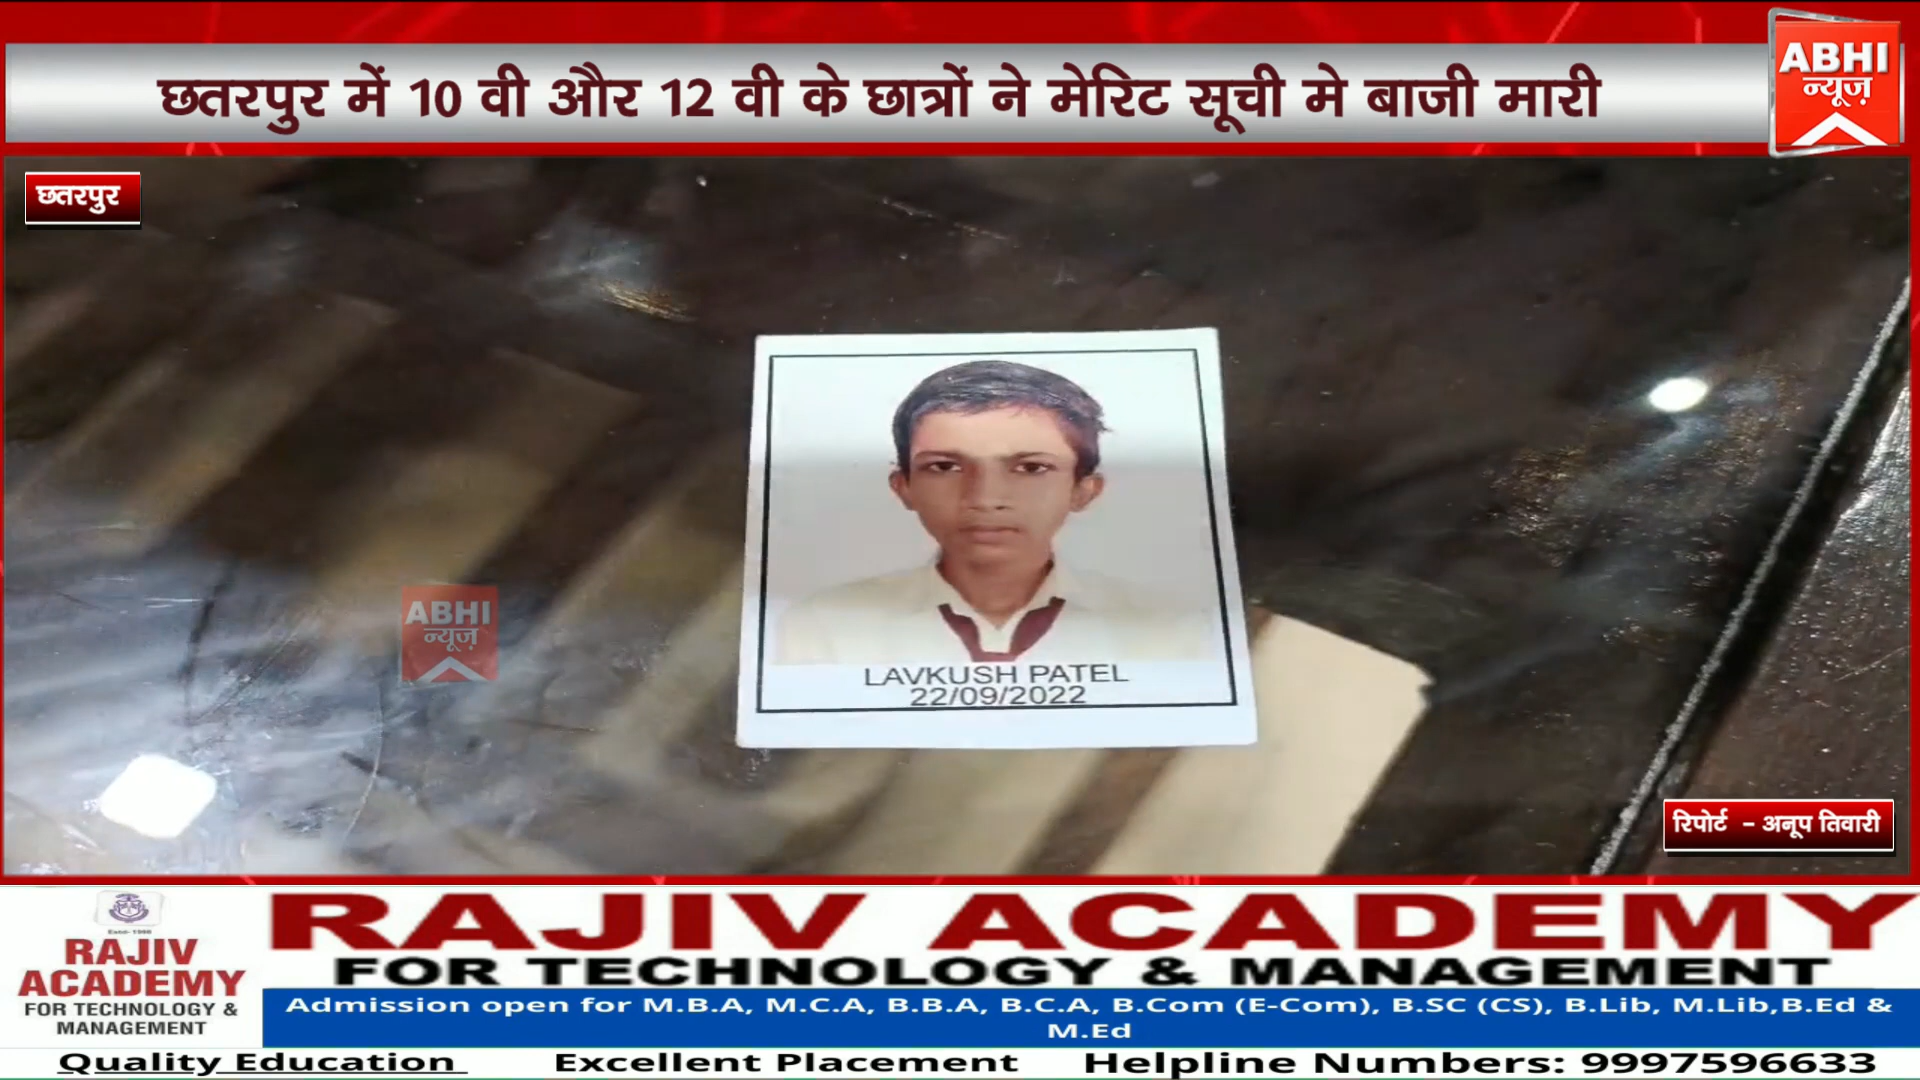 छतरपुर में 10 वी और 12 वी के छात्रों ने मेरिट सूची मे बाजी मारी
ABHI
न्यूज़
छतरपुर
ABHI
न्यूज़
LAVKUSH PATEL
22/09/2022
रिपोर्ट - अनूप तिवारी
RAJIV
ACADEMY
FOR TECHNOLOGY &
MANAGEMENT
RAJIV ACADEMY
FOR TECHNOLOGY & MANAGEMENT
Admission open for M.B.A, M.C.A, B.B.A, B.C.A, B.Com (E-Com), B.SC (CS), B.Lib, M.Lib,B.Ed &
M.Ed
Quality Education Excellent Placement Helpline Numbers: 9997596633